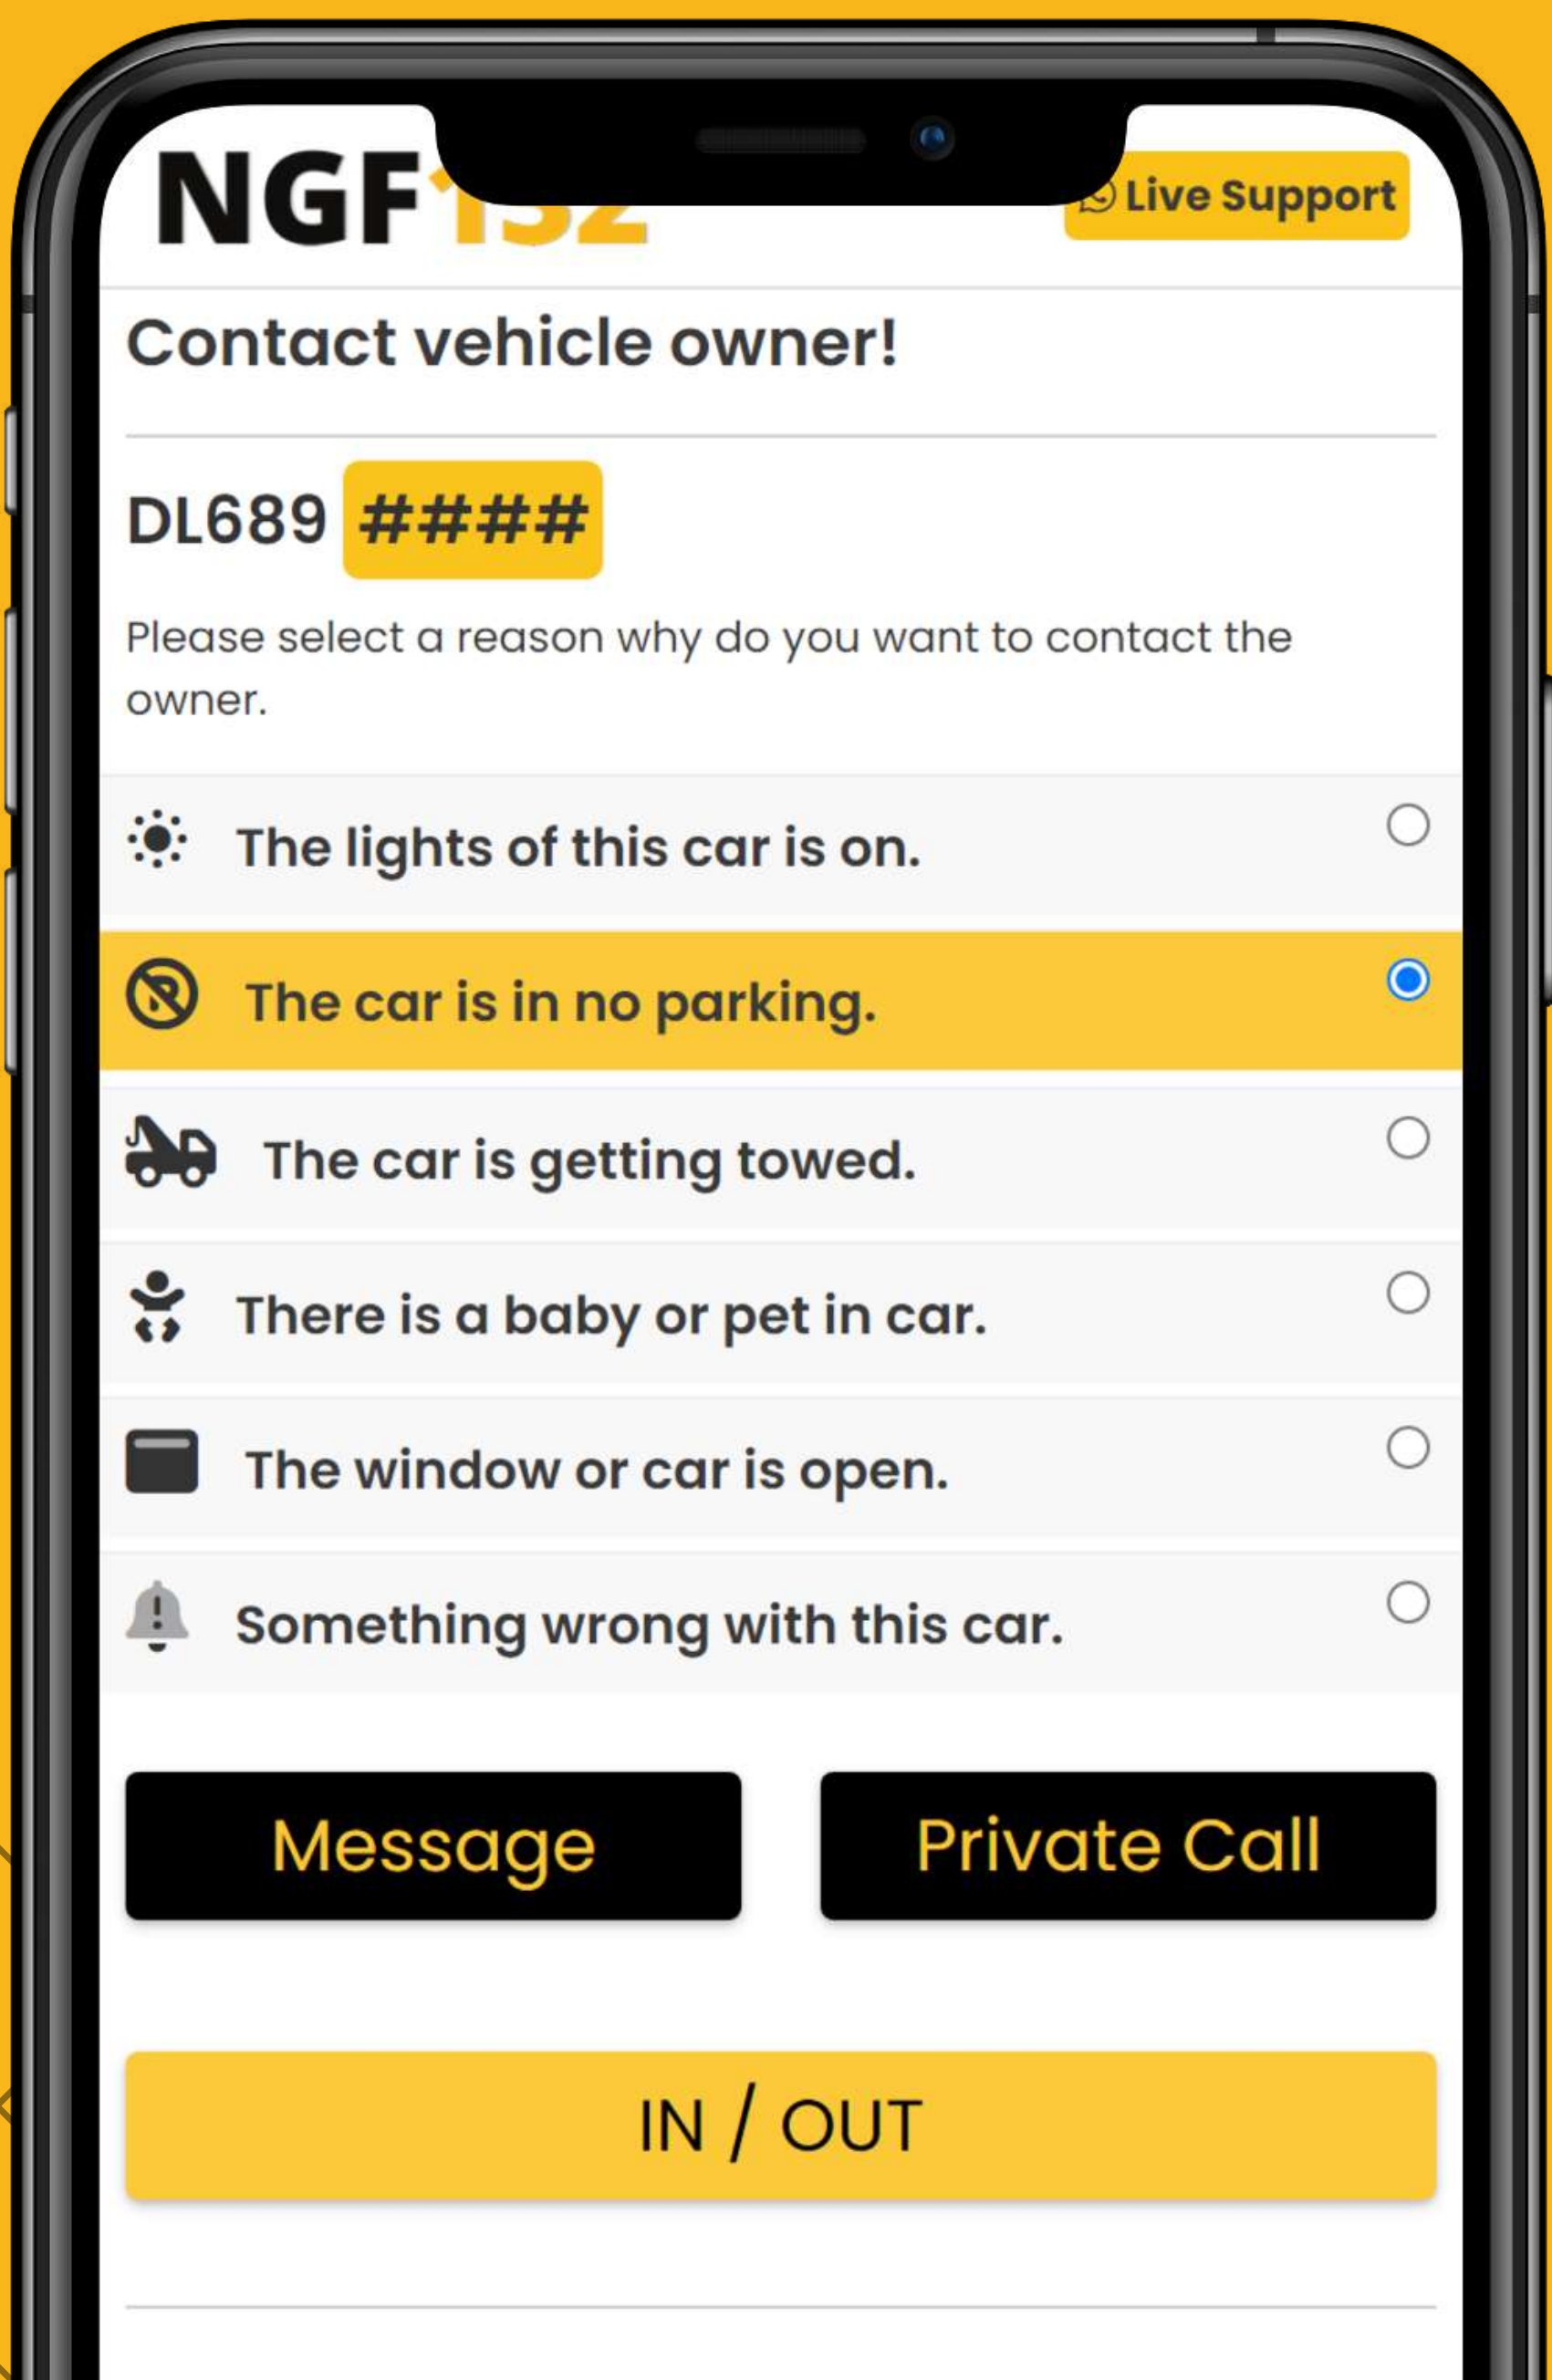 NGF132
Live Support
Contact vehicle owner!
DL689 ####
Please select a reason why do you want to contact the
owner.
The lights of this car is on.
The car is in no parking.
The car is getting towed.
There is a baby or pet in car.
The window or car is open.
Something wrong with this car.
Message
Private Call
IN / OUT